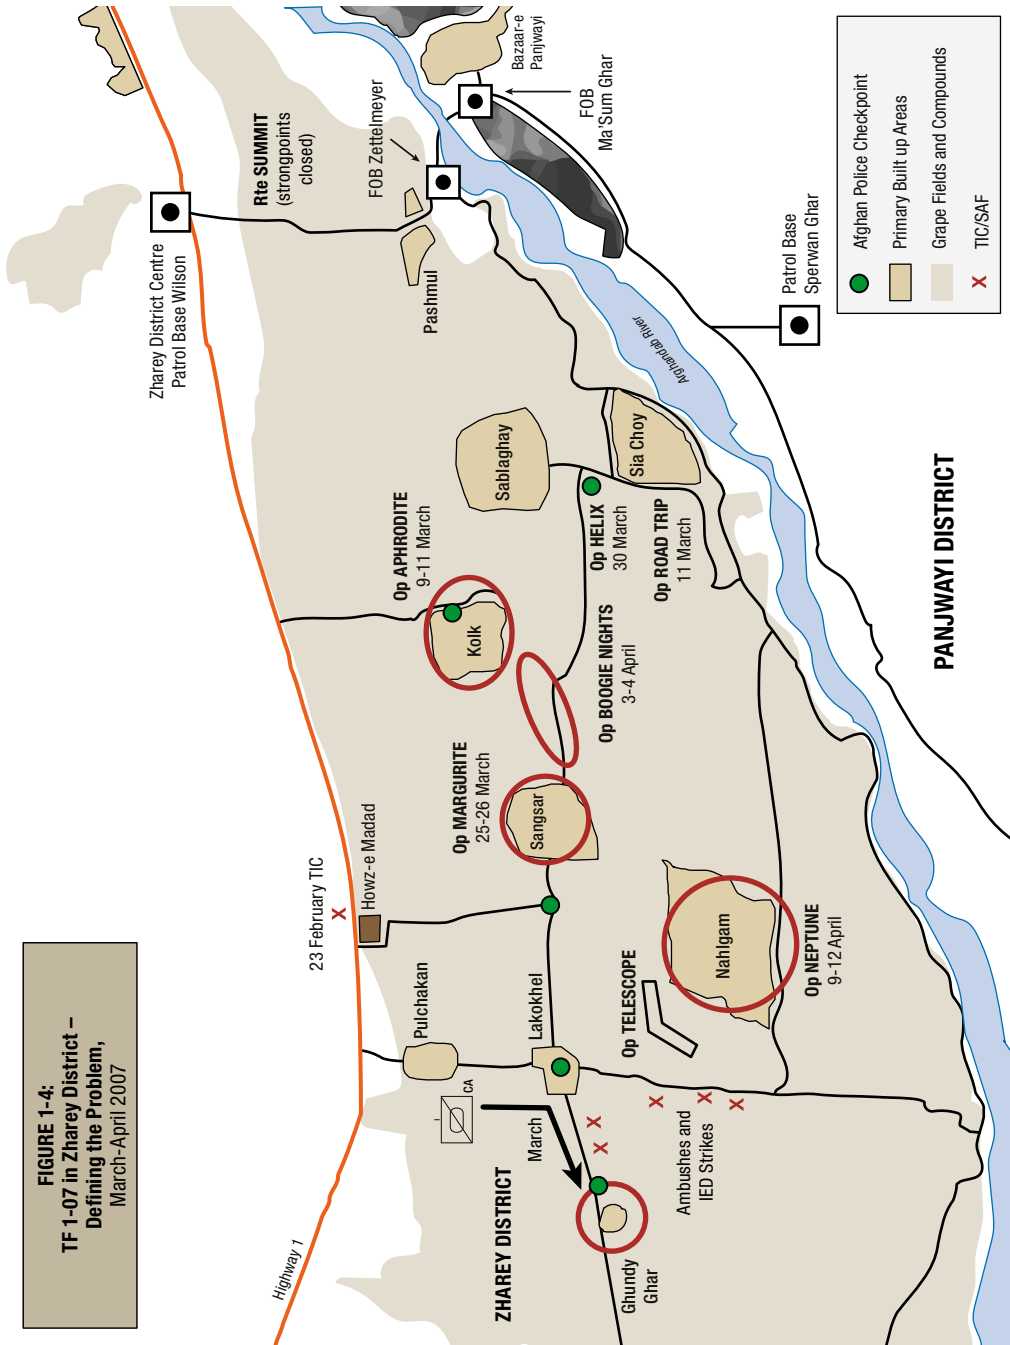 FIGURE 1-4:
TF 1-07 in Zharey District –
Defining the Problem,
March-April 2007
Highway 1
23 February TIC
X
Howz-e Madad
Pulchakan
I
CA
March
Lakokhel
ZHAREY DISTRICT
Ghundy
Ghar
X
X
Ambushes and
IED Strikes
X
X
X
Op TELESCOPE
Nahlgam
Op NEPTUNE
9-12 April
Op MARGURITE
25-26 March
Sangsar
Op BOOGIE NIGHTS
3-4 April
Op APHRODITE
9-11 March
Kolk
Sablaghay
Op HELIX
30 March
Op ROAD TRIP
11 March
Sia Choy
Zharey District Centre
Patrol Base Wilson
Rte SUMMIT
(strongpoints
closed)
Pashmul
FOB Zettelmeyer
Bazaar-e
Panjwayi
FOB
Ma'Sum Ghar
Arghandab River
Patrol Base
Sperwan Ghar
PANJWAYI DISTRICT
Afghan Police Checkpoint
Primary Built up Areas
Grape Fields and Compounds
X TIC/SAF